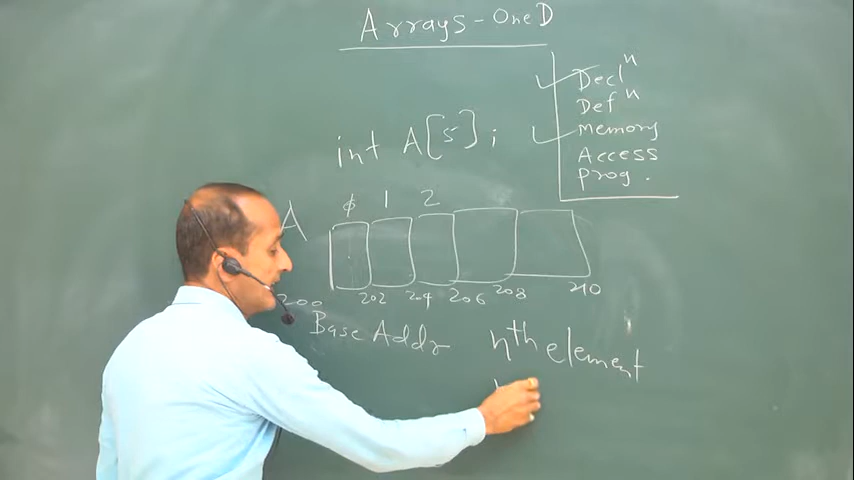 Arrays - One D
Declⁿ
Defⁿ
memory
Access
prog.
int A[5];
A
φ 1 2
200 202 204 206 208 210
Base Addr
nth element